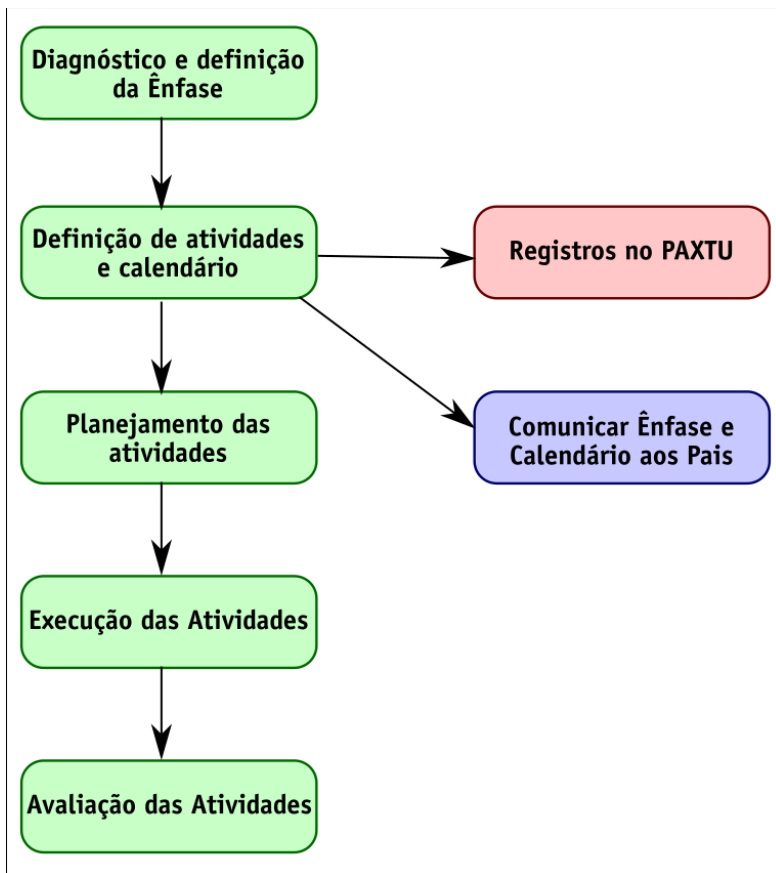 Diagnóstico e definição
da Ênfase
Definição de atividades
e calendário
Registros no PAXTU
Planejamento das
atividades
Comunicar Ênfase e
Calendário aos Pais
Execução das Atividades
Avaliação das Atividades